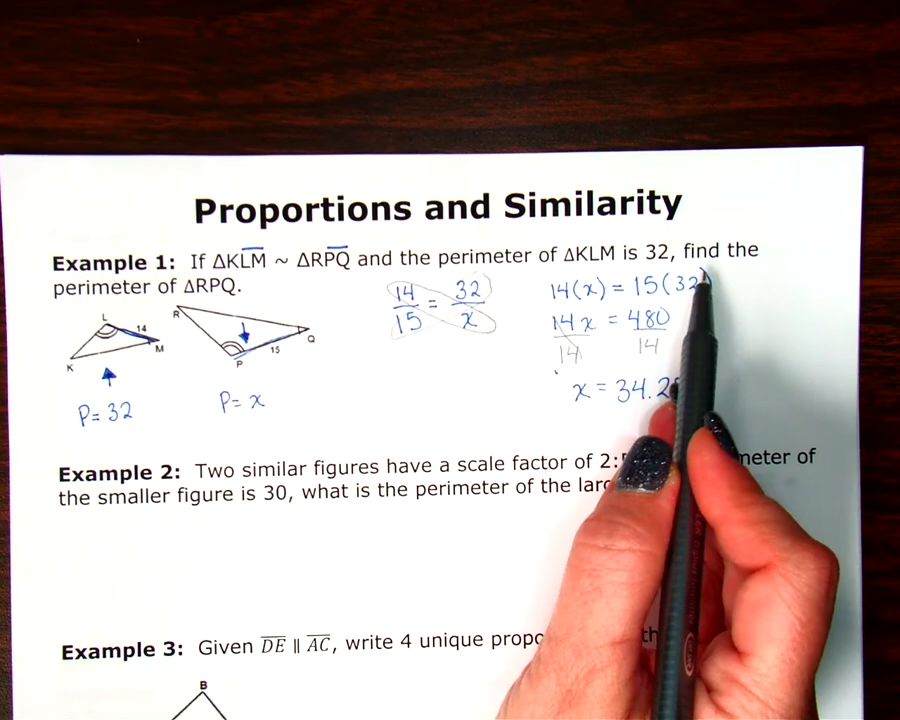 Proportions and Similarity
Example 1: If ΔKLM ~ ΔRPQ and the perimeter of ΔKLM is 32, find the
perimeter of ΔRPQ.
14/15 = 32/x
14(x) = 15(32)
14x = 480
14 14
x = 34.2
L
14
M
K
R
Q
15
P
P= 32
P= x
Example 2: Two similar figures have a scale factor of 2: meter of
the smaller figure is 30, what is the perimeter of the
Example 3: Given DE ∥ AC, write 4 unique
B